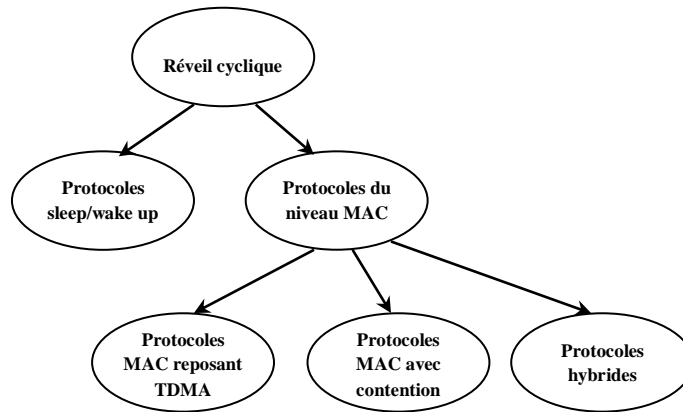 Réveil cyclique
Protocoles
sleep/wake up
Protocoles du
niveau MAC
Protocoles
MAC reposant
TDMA
Protocoles
MAC avec
contention
Protocoles
hybrides